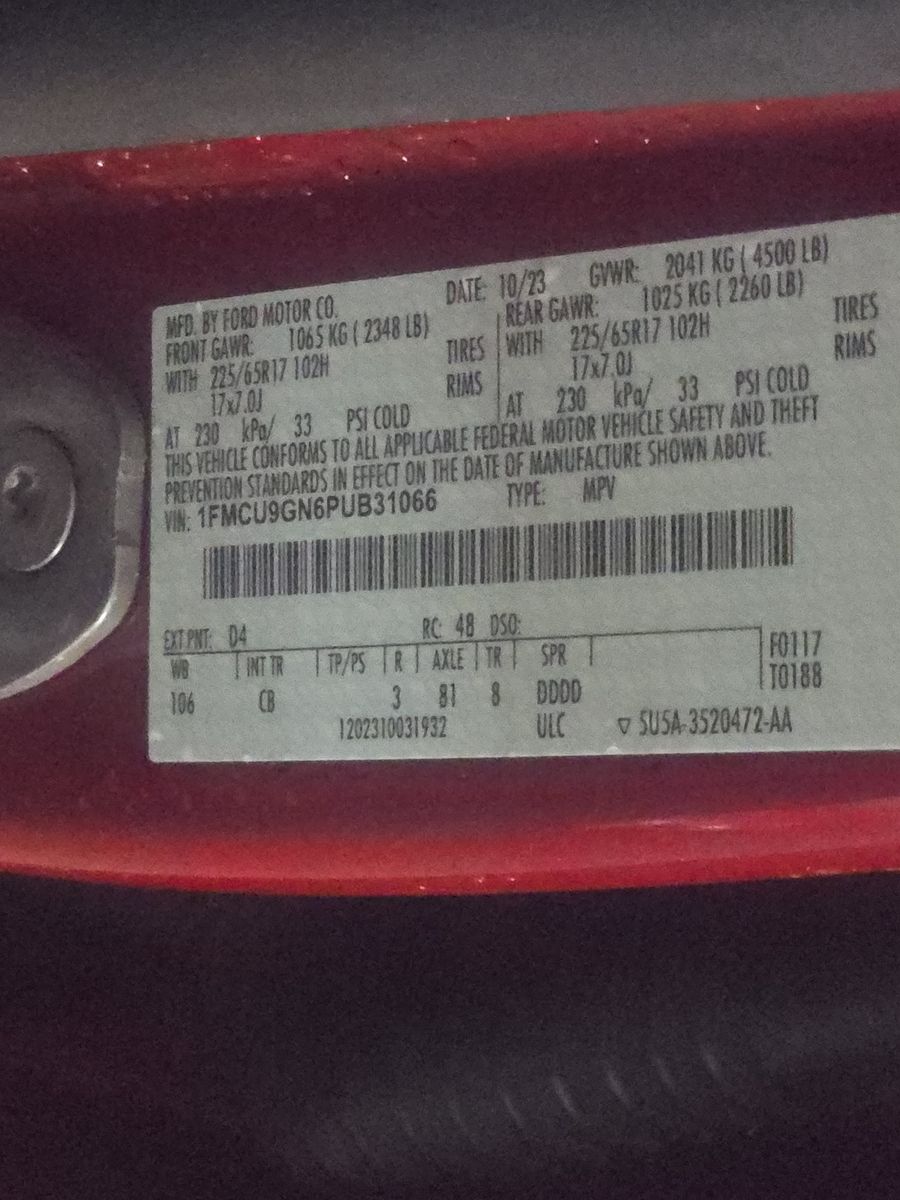 MFD. BY FORD MOTOR CO. DATE: 10/23 GVWR: 2041 KG ( 4500 LB)
FRONT GAWR: 1065 KG ( 2348 LB) REAR GAWR: 1025 KG ( 2260 LB)
WITH 225/65R17 102H TIRES WITH 225/65R17 102H TIRES
17x7.0J RIMS 17x7.0J RIMS
AT 230 kPa/ 33 PSI COLD AT 230 kPa/ 33 PSI COLD
THIS VEHICLE CONFORMS TO ALL APPLICABLE FEDERAL MOTOR VEHICLE SAFETY AND THEFT
PREVENTION STANDARDS IN EFFECT ON THE DATE OF MANUFACTURE SHOWN ABOVE.
VIN: 1FMCU9GN6PUB31066 TYPE: MPV
EXT PNT: D4 RC: 48 DSO:
WB INT TR TP/PS R AXLE TR SPR F0117
106 CB 3 81 8 DDDD T0188
1202310031932 ULC ▽ SU5A-3520472-AA